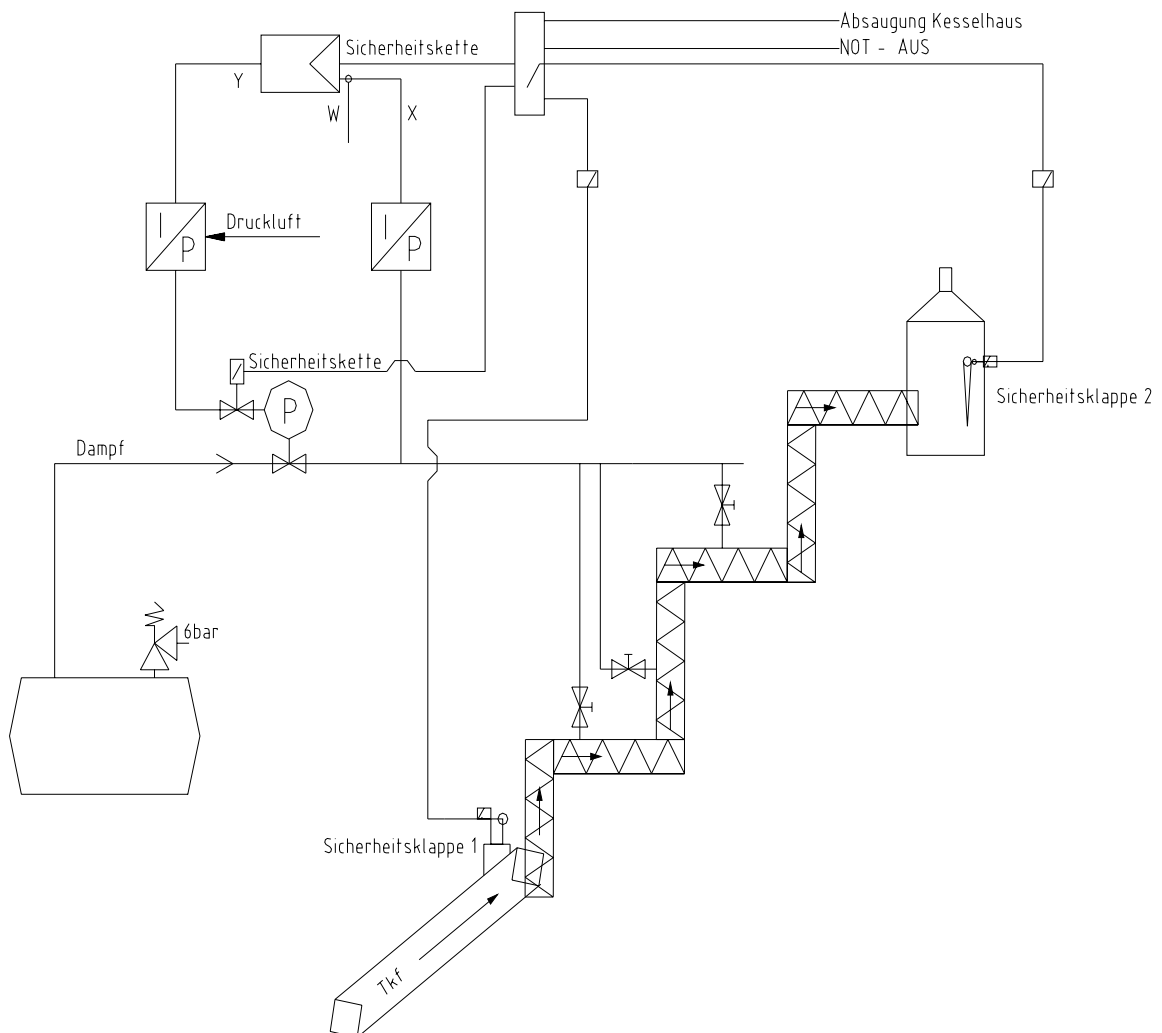 Absaugung Kesselhaus
Sicherheitskette
NOT - AUS
Y
W
X
I
P
Druckluft
I
P
Sicherheitskette
P
Sicherheitsklappe 2
Dampf
6bar
Sicherheitsklappe 1
Tkf